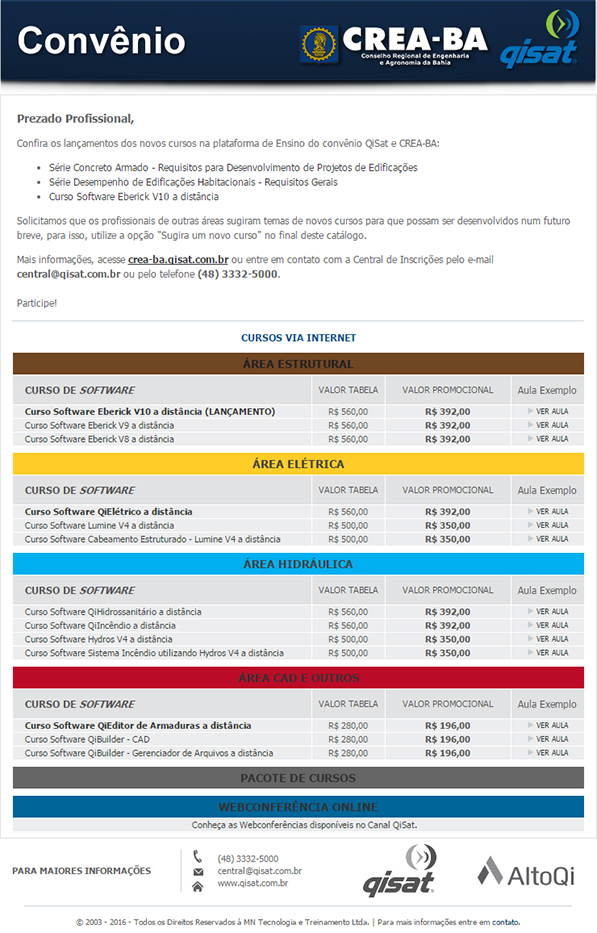 Convênio
CREA-BA
Conselho Regional de Engenharia
e Agronomia da Bahia
qisat
Prezado Profissional,
Confira os lançamentos dos novos cursos na plataforma de Ensino do convênio QiSat e CREA-BA:
• Série Concreto Armado - Requisitos para Desenvolvimento de Projetos de Edificações
• Série Desempenho de Edificações Habitacionais - Requisitos Gerais
• Curso Software Eberick V10 a distância
Solicitamos que os profissionais de outras áreas sugiram temas de novos cursos para que possam ser desenvolvidos num futuro
breve, para isso, utilize a opção "Sugira um novo curso" no final deste catálogo.
Mais informações, acesse crea-ba.qisat.com.br ou entre em contato com a Central de Inscrições pelo e-mail
central@qisat.com.br ou pelo telefone (48) 3332-5000.
Participe!
CURSOS VIA INTERNET
ÁREA ESTRUTURAL
CURSO DE SOFTWARE VALOR TABELA VALOR PROMOCIONAL Aula Exemplo
Curso Software Eberick V10 a distância (LANÇAMENTO) R$ 560,00 R$ 392,00 VER AULA
Curso Software Eberick V9 a distância R$ 560,00 R$ 392,00 VER AULA
Curso Software Eberick V8 a distância R$ 560,00 R$ 392,00 VER AULA
ÁREA ELÉTRICA
CURSO DE SOFTWARE VALOR TABELA VALOR PROMOCIONAL Aula Exemplo
Curso Software QiElétrico a distância R$ 560,00 R$ 392,00 VER AULA
Curso Software Lumine V4 a distância R$ 500,00 R$ 350,00 VER AULA
Curso Software Cabeamento Estruturado - Lumine V4 a distância R$ 500,00 R$ 350,00 VER AULA
ÁREA HIDRÁULICA
CURSO DE SOFTWARE VALOR TABELA VALOR PROMOCIONAL Aula Exemplo
Curso Software QiHidrossanitário a distância R$ 560,00 R$ 392,00 VER AULA
Curso Software QiIncêndio a distância R$ 560,00 R$ 392,00 VER AULA
Curso Software Hydros V4 a distância R$ 500,00 R$ 350,00 VER AULA
Curso Software Sistema Incêndio utilizando Hydros V4 a distância R$ 500,00 R$ 350,00 VER AULA
ÁREA CAD E OUTROS
CURSO DE SOFTWARE VALOR TABELA VALOR PROMOCIONAL Aula Exemplo
Curso Software QiEditor de Armaduras a distância R$ 280,00 R$ 196,00 VER AULA
Curso Software QiBuilder - CAD R$ 280,00 R$ 196,00 VER AULA
Curso Software QiBuilder - Gerenciador de Arquivos a distância R$ 280,00 R$ 196,00 VER AULA
PACOTE DE CURSOS
WEBCONFERÊNCIA ONLINE
Conheça as Webconferências disponíveis no Canal QiSat.
PARA MAIORES INFORMAÇÕES
(48) 3332-5000
central@qisat.com.br
www.qisat.com.br
qisat
AltoQi
© 2003 - 2016 - Todos os Direitos Reservados à MN Tecnologia e Treinamento Ltda. | Para mais informações entre em contato.